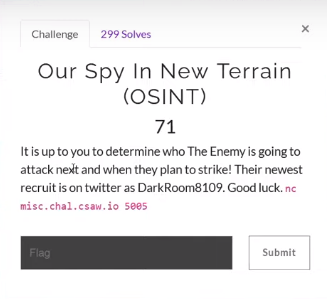 Challenge
299 Solves
×
Our Spy In New Terrain
(OSINT)
71
It is up to you to determine who The Enemy is going to
attack next and when they plan to strike! Their newest
recruit is on twitter as DarkRoom8109. Good luck. nc
misc.chal.csaw.io 5005
Flag
Submit